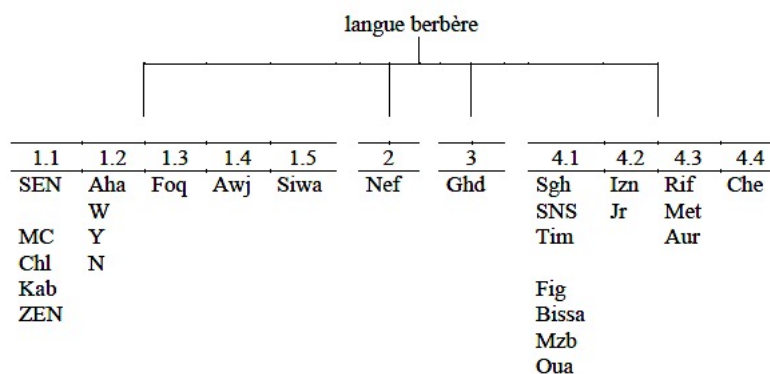 langue berbère
1.1 1.2 1.3 1.4 1.5 2 3 4.1 4.2 4.3 4.4
SEN Aha Foq Awj Siwa Nef Ghd Sgh Izn Rif Che
W SNS Jr Met
MC Y Tim Aur
Chl N
Kab Fig
ZEN Bissa
Mzb
Oua